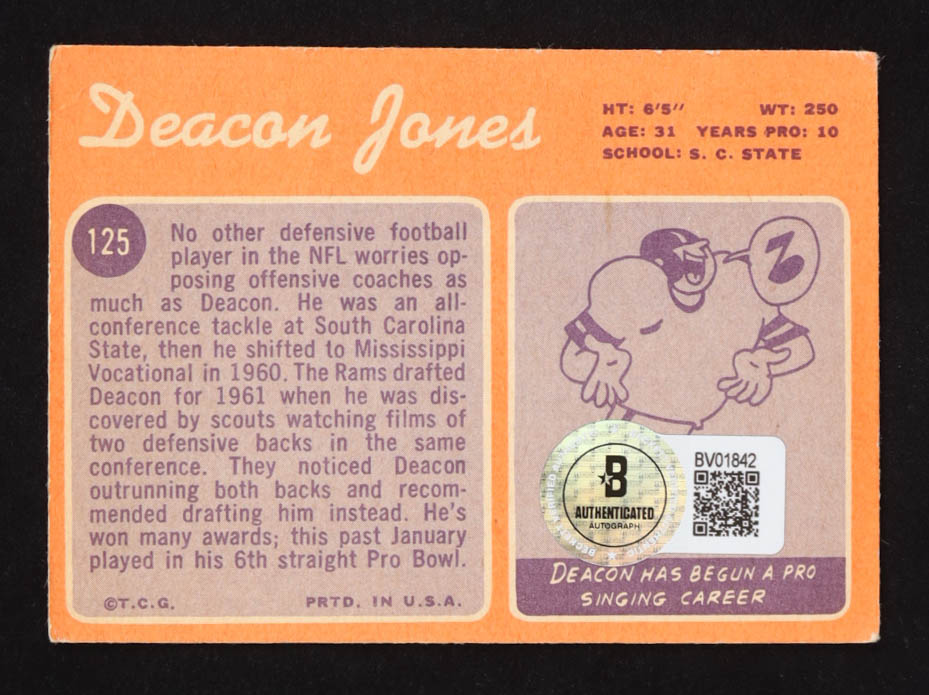 Deacon Jones
HT: 6'5" WT: 250
AGE: 31 YEARS PRO: 10
SCHOOL: S. C. STATE
125
No other defensive football
player in the NFL worries op-
posing offensive coaches as
much as Deacon. He was an all-
conference tackle at South Carolina
State, then he shifted to Mississippi
Vocational in 1960. The Rams drafted
Deacon for 1961 when he was dis-
covered by scouts watching films of
two defensive backs in the same
conference. They noticed Deacon
outrunning both backs and recom-
mended drafting him instead. He's
won many awards; this past January
played in his 6th straight Pro Bowl.
©T.C.G. PRTD. IN U.S.A.
B
AUTHENTICATED
AUTOGRAPH
BV01842
DEACON HAS BEGUN A PRO
SINGING CAREER